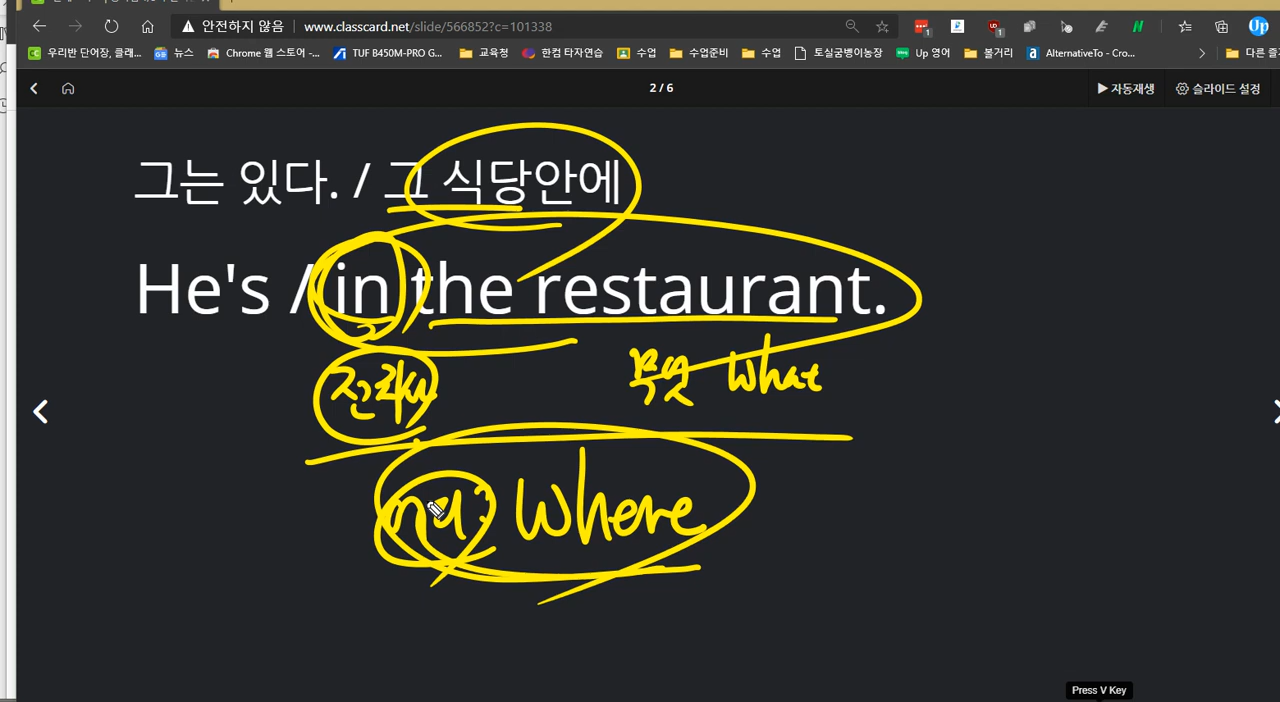 안전하지 않음 www.classcard.net/slide/566852?c=101338
우리반 단어장, 클래... 뉴스 Chrome 웹 스토어 -... TUF B450M-PRO G... 교육청 한컴 타자연습 수업 수업준비 수업 토실굼벵이농장 Up 영어 볼거리 AlternativeTo - Cro... 다른 즐
2 / 6 자동재생 슬라이드 설정
그는 있다. / 그 식당안에
He's / in the restaurant.
무엇 What
Where
Press V Key